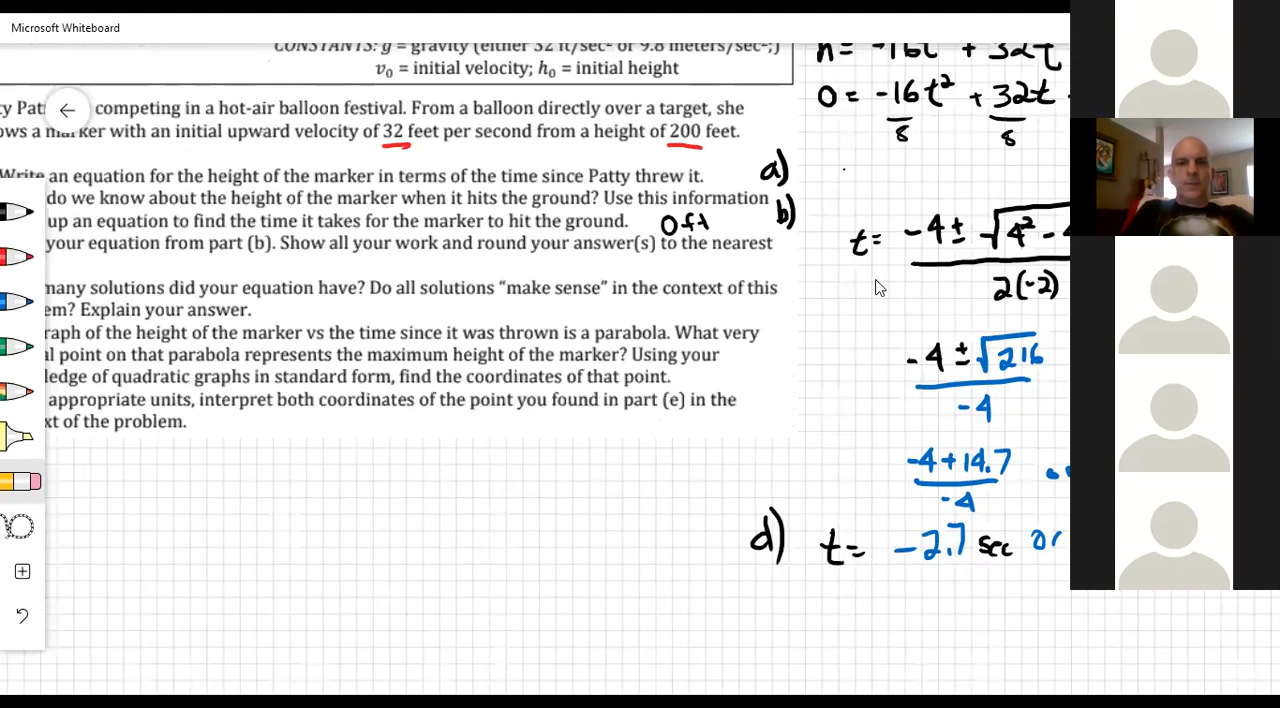 Microsoft Whiteboard
CONSTANTS: g = gravity (either 32 ft/sec² or 9.8 meters/sec²;)
v₀ = initial velocity; h₀ = initial height
competing in a hot-air balloon festival. From a balloon directly over a target, she
ows a marker with an initial upward velocity of 32 feet per second from a height of 200 feet.
Write an equation for the height of the marker in terms of the time since Patty threw it.
do we know about the height of the marker when it hits the ground? Use this information
up an equation to find the time it takes for the marker to hit the ground.
0 ft
your equation from part (b). Show all your work and round your answer(s) to the nearest
many solutions did your equation have? Do all solutions “make sense” in the context of this
em? Explain your answer.
raph of the height of the marker vs the time since it was thrown is a parabola. What very
l point on that parabola represents the maximum height of the marker? Using your
ledge of quadratic graphs in standard form, find the coordinates of that point.
appropriate units, interpret both coordinates of the point you found in part (e) in the
xt of the problem.
h = -16t + 32t
0 = -16t² + 32t
8 8
a)
b)
t = -4 ± √4² -
2(-2)
-4 ± √216
-4
-4 + 14.7
-4
d) t = -2.7 sec or